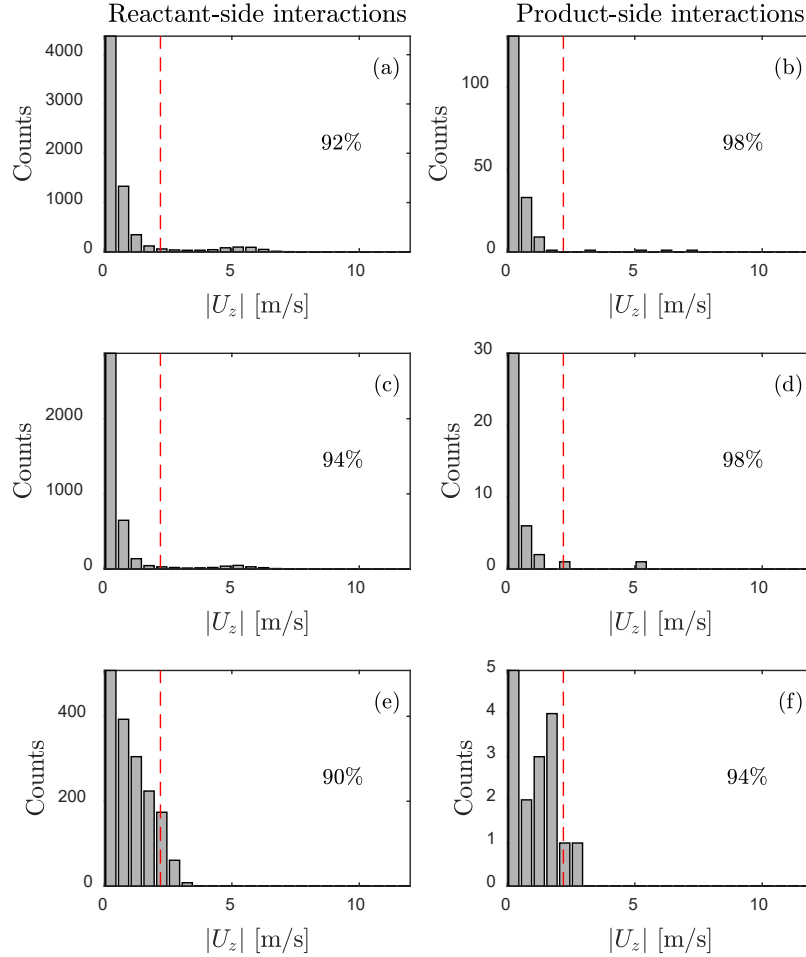 Reactant-side interactions
Product-side interactions
(a)
92%
Counts
4000
3000
2000
1000
0
0 5 10
|U_z| [m/s]
(b)
98%
Counts
100
50
0
0 5 10
|U_z| [m/s]
(c)
94%
Counts
2000
1000
0
0 5 10
|U_z| [m/s]
(d)
98%
Counts
30
20
10
0
0 5 10
|U_z| [m/s]
(e)
90%
Counts
400
200
0
0 5 10
|U_z| [m/s]
(f)
94%
Counts
5
4
3
2
1
0
0 5 10
|U_z| [m/s]